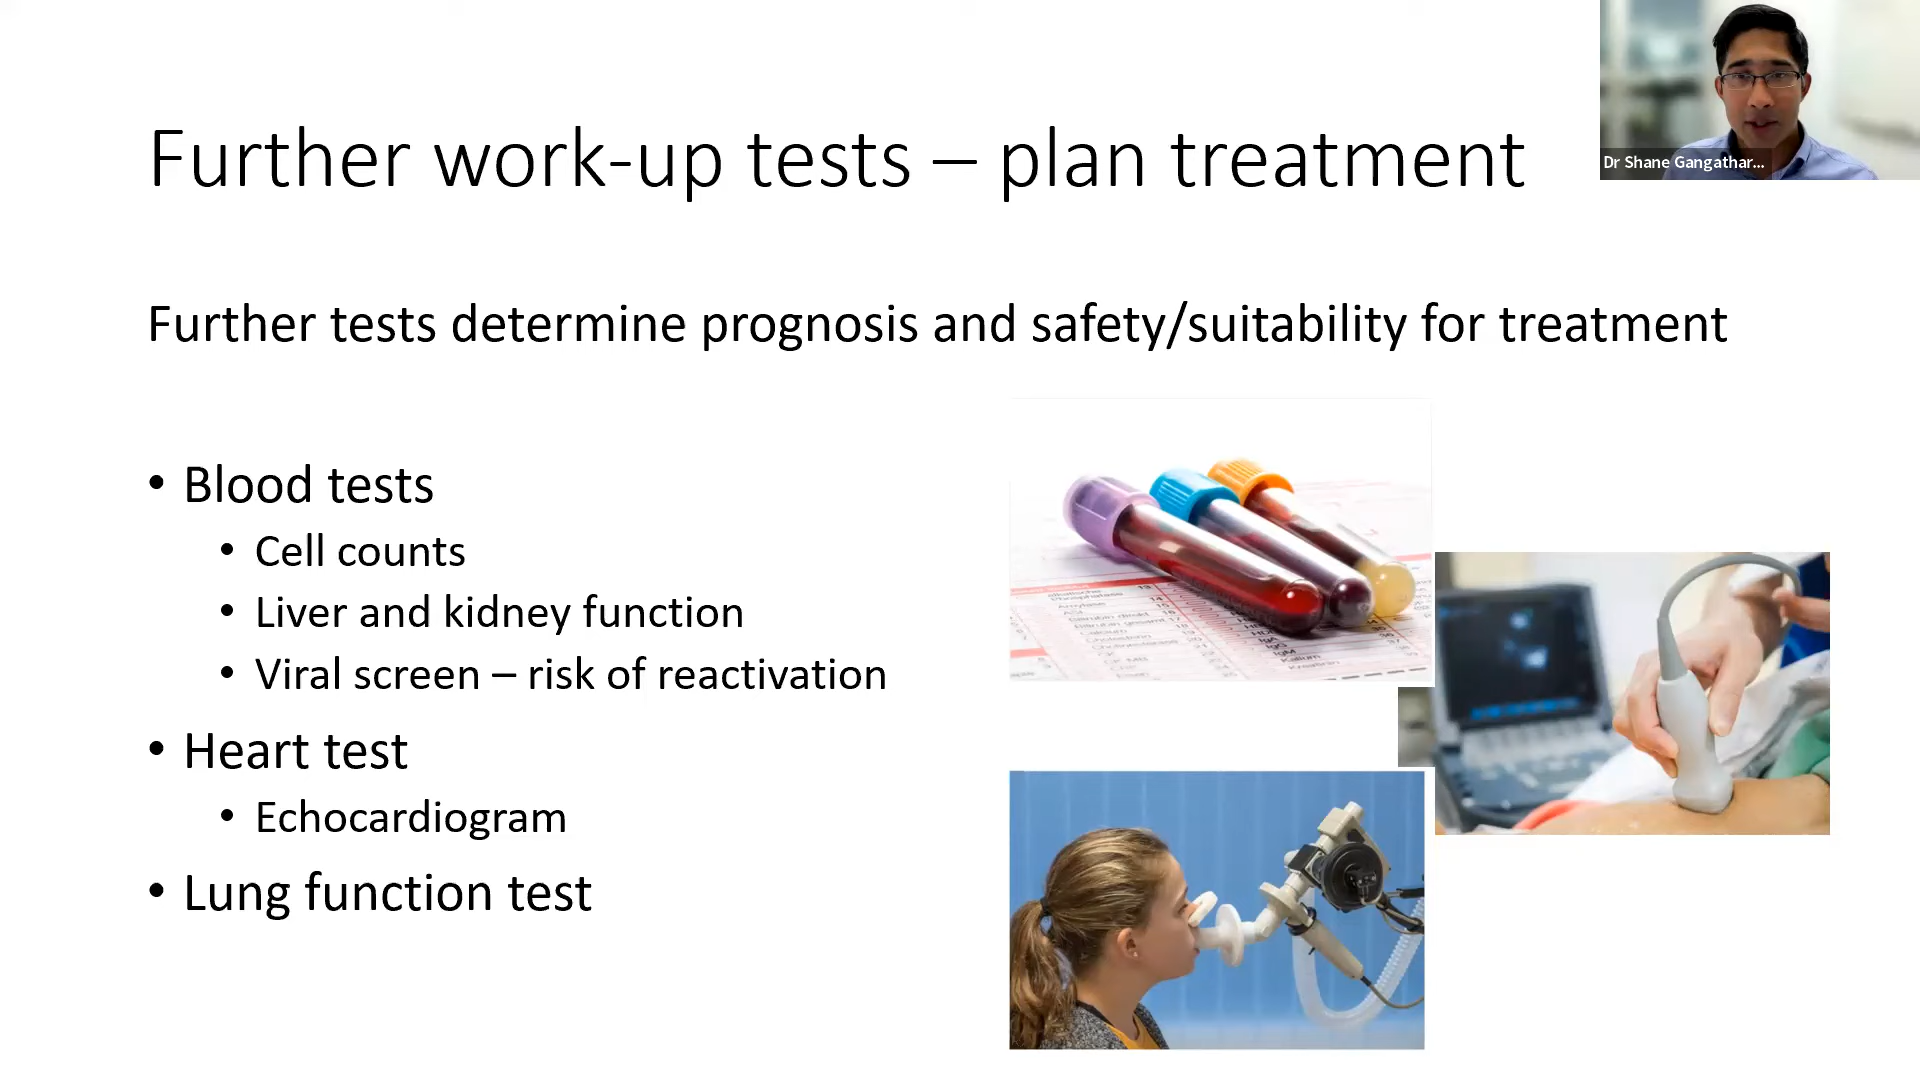 Further work-up tests – plan treatment
Dr Shane Gangathar...
Further tests determine prognosis and safety/suitability for treatment
• Blood tests
• Cell counts
• Liver and kidney function
• Viral screen – risk of reactivation
• Heart test
• Echocardiogram
• Lung function test